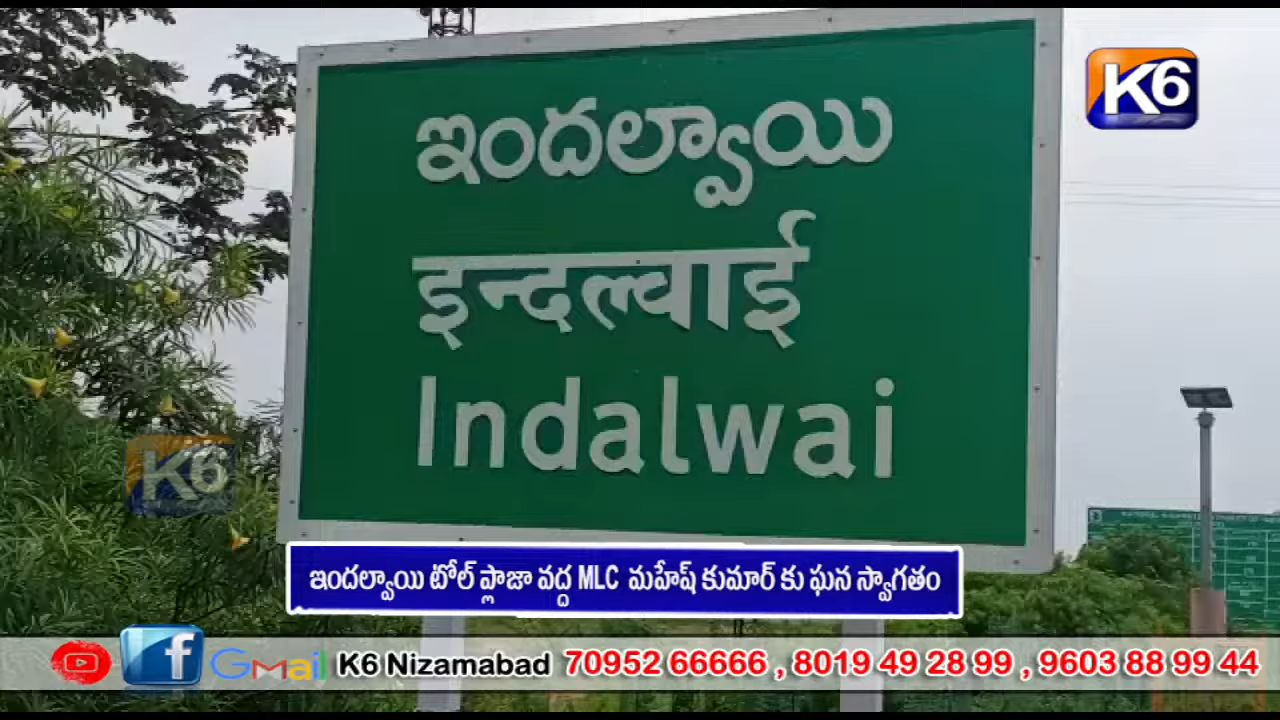 K6
ఇందల్వాయి
इन्दल्वाई
Indalwai
K6
ఇందల్వాయి టోల్ ప్లాజా వద్ద MLC మహేష్ కుమార్ కు ఘన స్వాగతం
f Gmail K6 Nizamabad 70952 66666 , 8019 49 28 99 , 9603 88 99 44